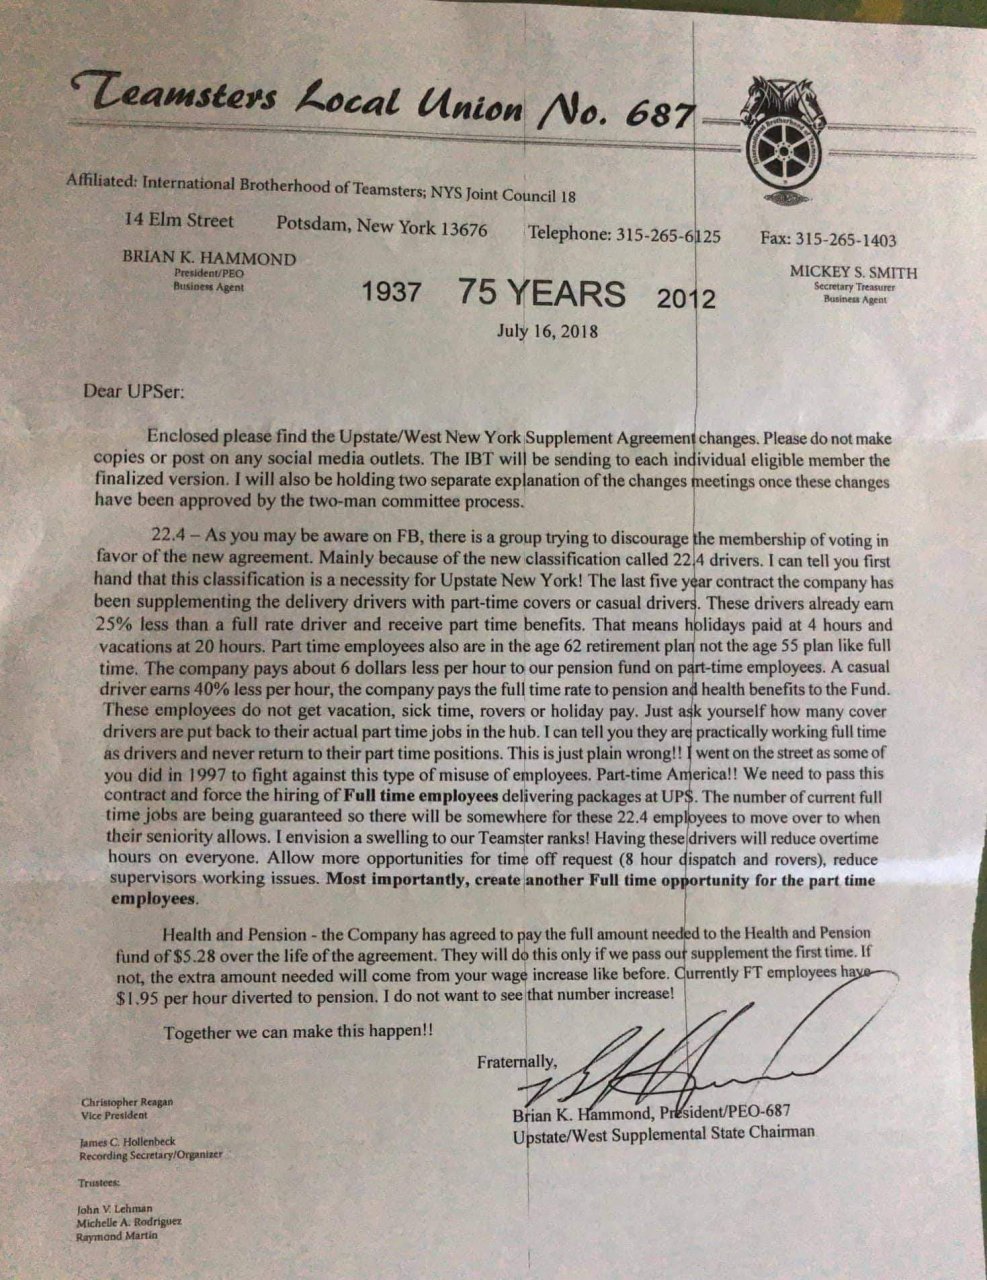 Teamsters Local Union No. 687
International Brotherhood of Teamsters
Affiliated: International Brotherhood of Teamsters; NYS Joint Council 18
14 Elm Street Potsdam, New York 13676 Telephone: 315-265-6125 Fax: 315-265-1403
BRIAN K. HAMMOND
President/PEO
Business Agent
MICKEY S. SMITH
Secretary Treasurer
Business Agent
1937 75 YEARS 2012
July 16, 2018
Dear UPSer:
Enclosed please find the Upstate/West New York Supplement Agreement changes. Please do not make
copies or post on any social media outlets. The IBT will be sending to each individual eligible member the
finalized version. I will also be holding two separate explanation of the changes meetings once these changes
have been approved by the two-man committee process.
22.4 – As you may be aware on FB, there is a group trying to discourage the membership of voting in
favor of the new agreement. Mainly because of the new classification called 22.4 drivers. I can tell you first
hand that this classification is a necessity for Upstate New York! The last five year contract the company has
been supplementing the delivery drivers with part-time covers or casual drivers. These drivers already earn
25% less than a full rate driver and receive part time benefits. That means holidays paid at 4 hours and
vacations at 20 hours. Part time employees also are in the age 62 retirement plan not the age 55 plan like full
time. The company pays about 6 dollars less per hour to our pension fund on part-time employees. A casual
driver earns 40% less per hour, the company pays the full time rate to pension and health benefits to the Fund.
These employees do not get vacation, sick time, rovers or holiday pay. Just ask yourself how many cover
drivers are put back to their actual part time jobs in the hub. I can tell you they are practically working full time
as drivers and never return to their part time positions. This is just plain wrong!! I went on the street as some of
you did in 1997 to fight against this type of misuse of employees. Part-time America!! We need to pass this
contract and force the hiring of Full time employees delivering packages at UPS. The number of current full
time jobs are being guaranteed so there will be somewhere for these 22.4 employees to move over to when
their seniority allows. I envision a swelling to our Teamster ranks! Having these drivers will reduce overtime
hours on everyone. Allow more opportunities for time off request (8 hour dispatch and rovers), reduce
supervisors working issues. Most importantly, create another Full time opportunity for the part time
employees.
Health and Pension - the Company has agreed to pay the full amount needed to the Health and Pension
fund of $5.28 over the life of the agreement. They will do this only if we pass our supplement the first time. If
not, the extra amount needed will come from your wage increase like before. Currently FT employees have
$1.95 per hour diverted to pension. I do not want to see that number increase!
Together we can make this happen!!
Fraternally,
Brian K. Hammond, President/PEO-687
Upstate/West Supplemental State Chairman
Christopher Reagan
Vice President
James C. Hollenbeck
Recording Secretary/Organizer
Trustees:
John V. Lehman
Michelle A. Rodriguez
Raymond Martin